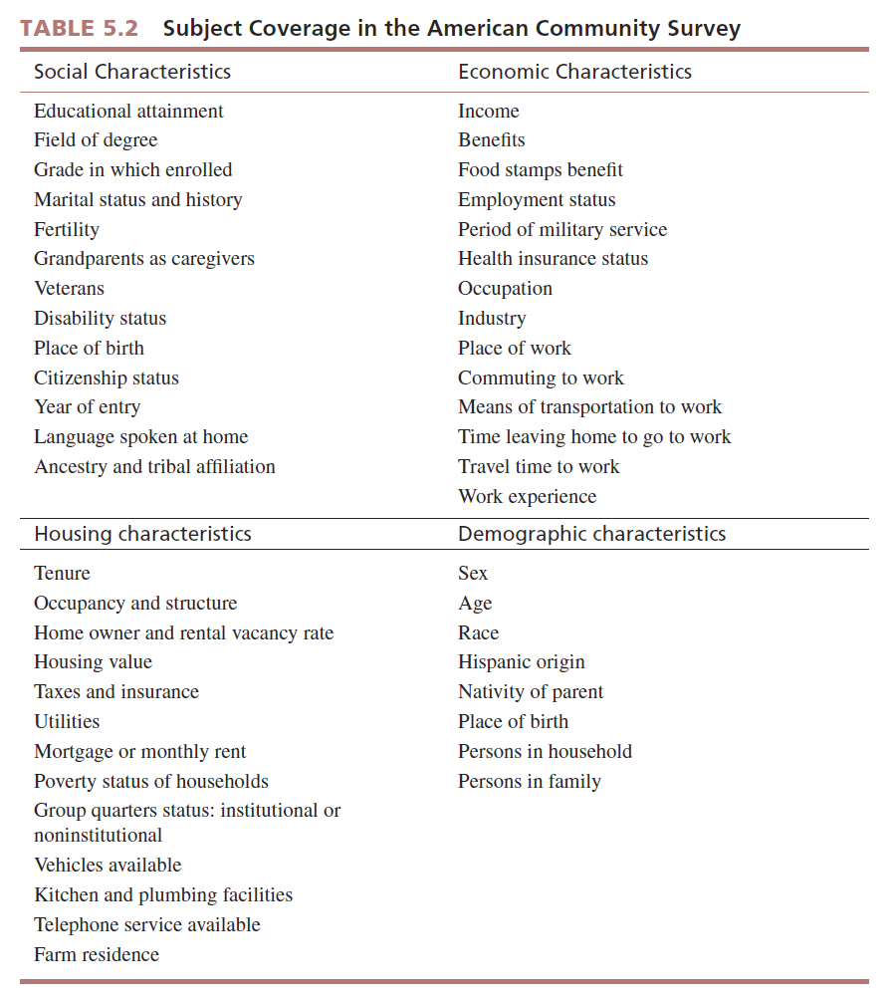 TABLE 5.2 Subject Coverage in the American Community Survey
Social Characteristics
Educational attainment
Field of degree
Grade in which enrolled
Marital status and history
Fertility
Grandparents as caregivers
Veterans
Disability status
Place of birth
Citizenship status
Year of entry
Language spoken at home
Ancestry and tribal affiliation
Economic Characteristics
Income
Benefits
Food stamps benefit
Employment status
Period of military service
Health insurance status
Occupation
Industry
Place of work
Commuting to work
Means of transportation to work
Time leaving home to go to work
Travel time to work
Work experience
Housing characteristics
Tenure
Occupancy and structure
Home owner and rental vacancy rate
Housing value
Taxes and insurance
Utilities
Mortgage or monthly rent
Poverty status of households
Group quarters status: institutional or
noninstitutional
Vehicles available
Kitchen and plumbing facilities
Telephone service available
Farm residence
Demographic characteristics
Sex
Age
Race
Hispanic origin
Nativity of parent
Place of birth
Persons in household
Persons in family